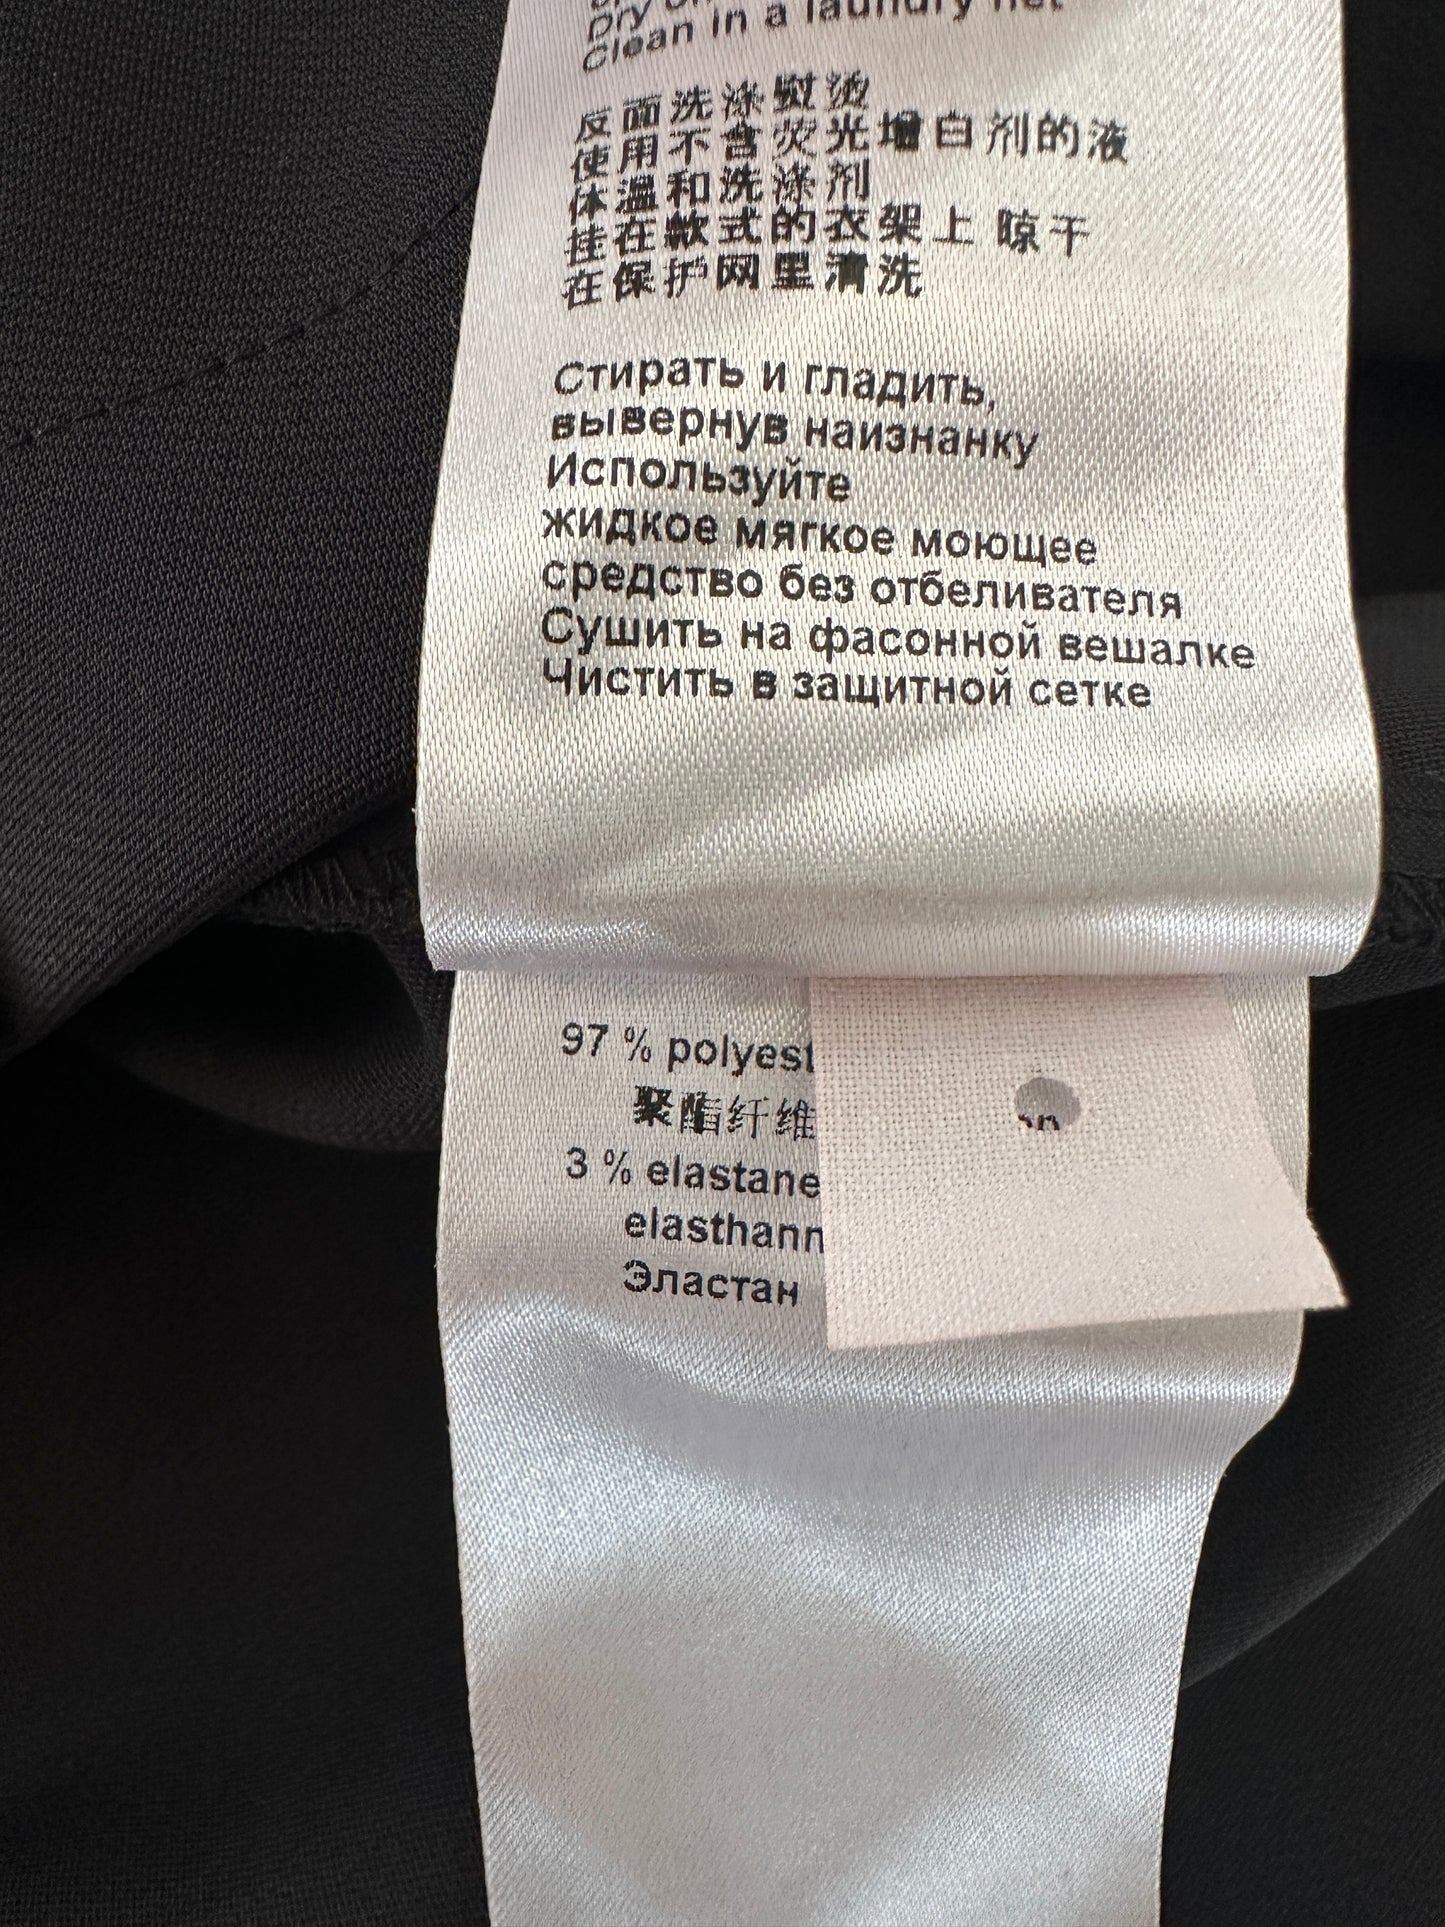 Dry on
Clean in a laundry net
反面洗涤熨烫
使用不含荧光增白剂的液
体温和洗涤剂
挂在款式的衣架上 晾干
在保护网里清洗
Стирать и гладить,
вывернув наизнанку
Используйте
жидкое мягкое моющее
средство без отбеливателя
Сушить на фасонной вешалке
Чистить в защитной сетке
97 % polyest
聚酯纤维
3 % elastane
elasthann
Эластан